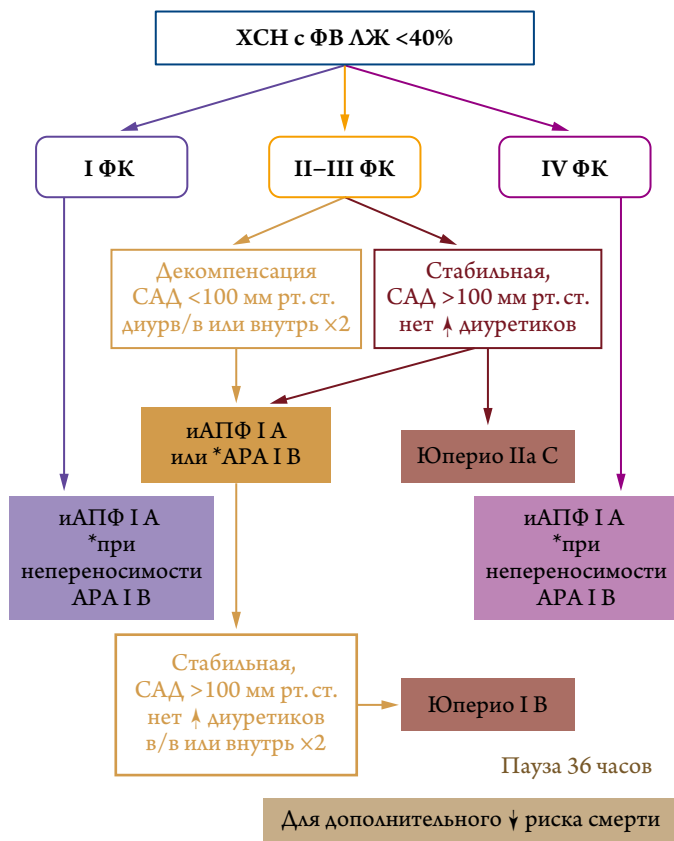 ХСН с ФВ ЛЖ <40%
I ФК
II–III ФК
IV ФК
Декомпенсация
САД <100 мм рт. ст.
диурв/в или внутрь ×2
Стабильная,
САД >100 мм рт. ст.
нет ↑ диуретиков
иАПФ I A
или *АРА I B
Юперио IIa C
иАПФ I A
*при
непереносимости
АРА I B
иАПФ I A
*при
непереносимости
АРА I B
Стабильная,
САД >100 мм рт. ст.
нет ↑ диуретиков
в/в или внутрь ×2
Юперио I B
Пауза 36 часов
Для дополнительного ↓ риска смерти